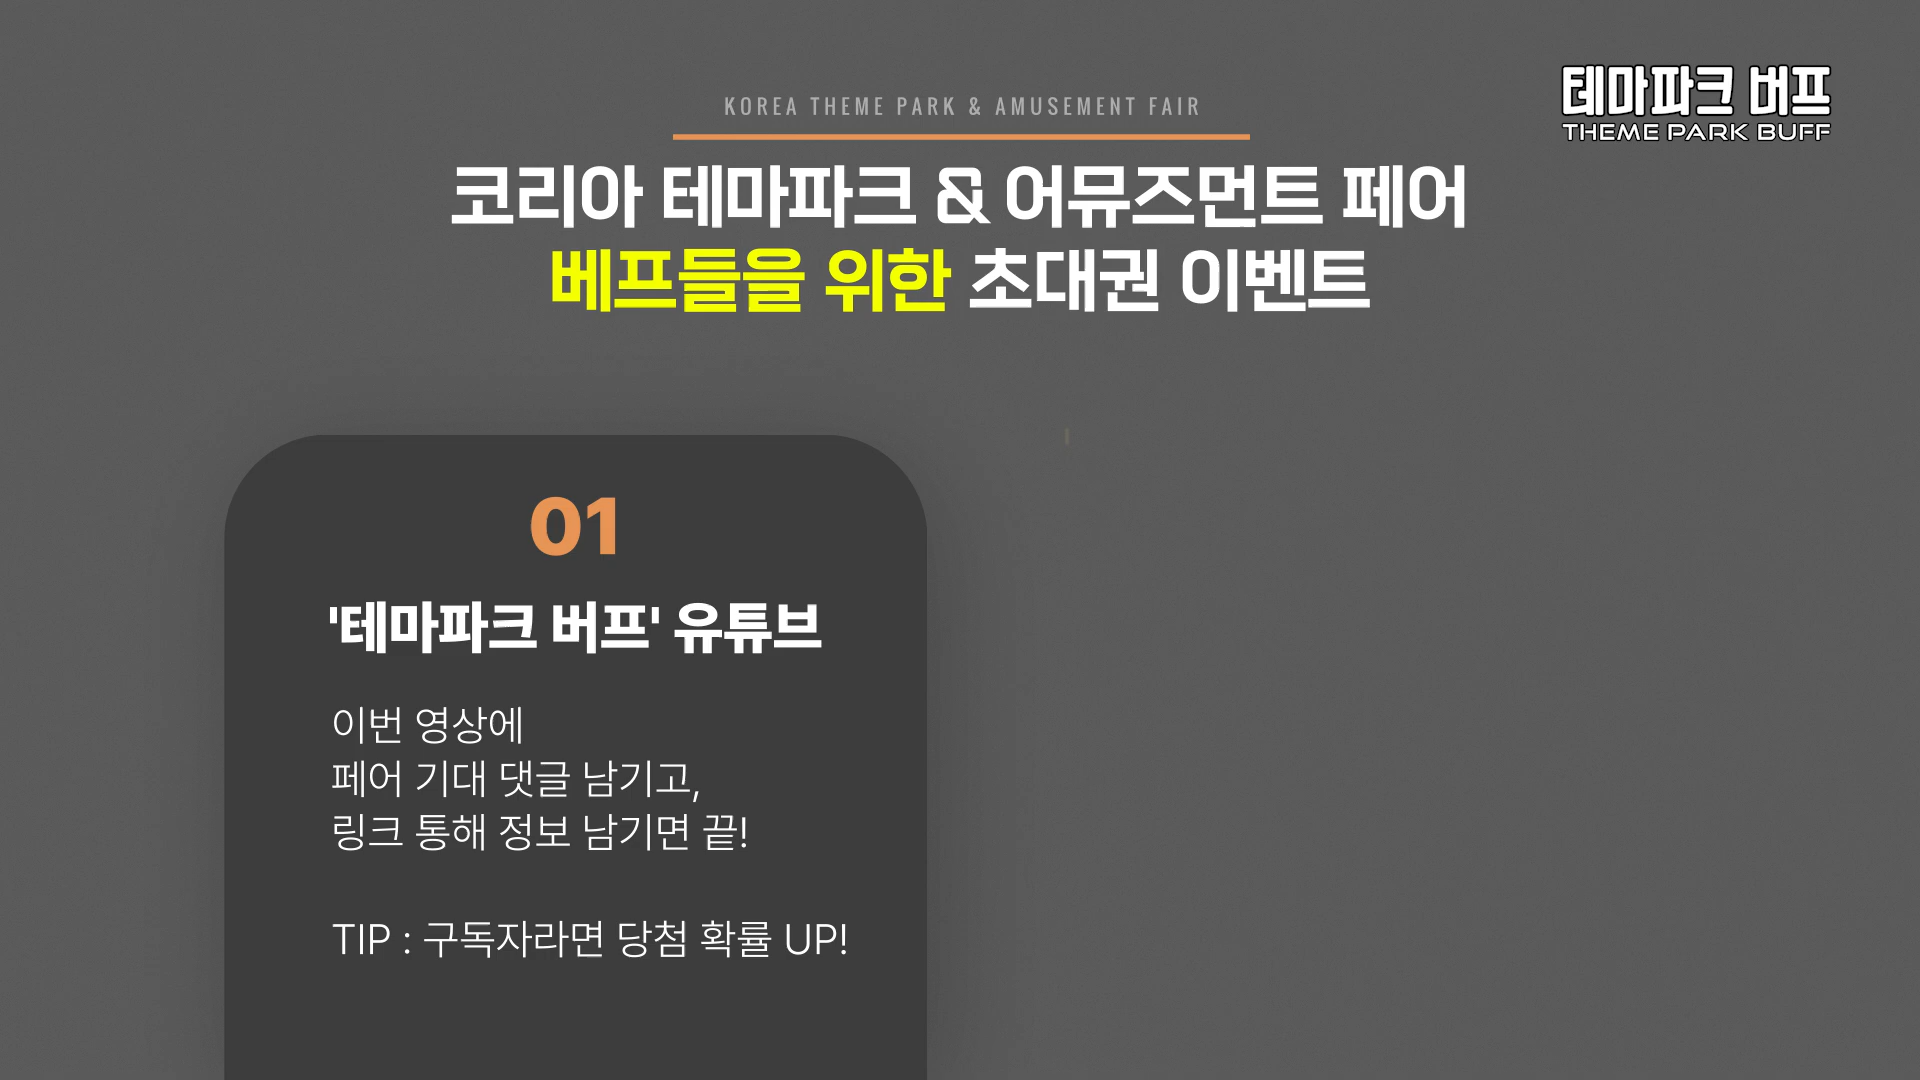 KOREA THEME PARK & AMUSEMENT FAIR
테마파크 버프
THEME PARK BUFF
코리아 테마파크 & 어뮤즈먼트 페어
베프들을 위한 초대권 이벤트
01
'테마파크 버프' 유튜브
이번 영상에
페어 기대 댓글 남기고,
링크 통해 정보 남기면 끝!
TIP : 구독자라면 당첨 확률 UP!